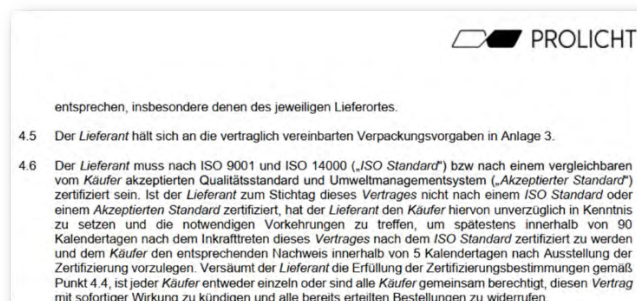 PROLICHT
entsprechen, insbesondere denen des jeweiligen Lieferortes.
4.5 Der Lieferant hält sich an die vertraglich vereinbarten Verpackungsvorgaben in Anlage 3.
4.6 Der Lieferant muss nach ISO 9001 und ISO 14000 („ISO Standard") bzw nach einem vergleichbaren
vom Käufer akzeptierten Qualitätsstandard und Umweltmanagementsystem („Akzeptierter Standard")
zertifiziert sein. Ist der Lieferant zum Stichtag dieses Vertrages nicht nach einem ISO Standard oder
einem Akzeptierten Standard zertifiziert, hat der Lieferant den Käufer hiervon unverzüglich in Kenntnis
zu setzen und die notwendigen Vorkehrungen zu treffen, um spätestens innerhalb von 90
Kalendertagen nach dem Inkrafttreten dieses Vertrages nach dem ISO Standard zertifiziert zu werden
und dem Käufer den entsprechenden Nachweis innerhalb von 5 Kalendertagen nach Ausstellung der
Zertifizierung vorzulegen. Versäumt der Lieferant die Erfüllung der Zertifizierungsbestimmungen gemäß
Punkt 4.4, ist jeder Käufer entweder einzeln oder sind alle Käufer gemeinsam berechtigt, diesen Vertrag
mit sofortiger Wirkung zu kündigen und alle bereits erteilten Bestellungen zu widerrufen.